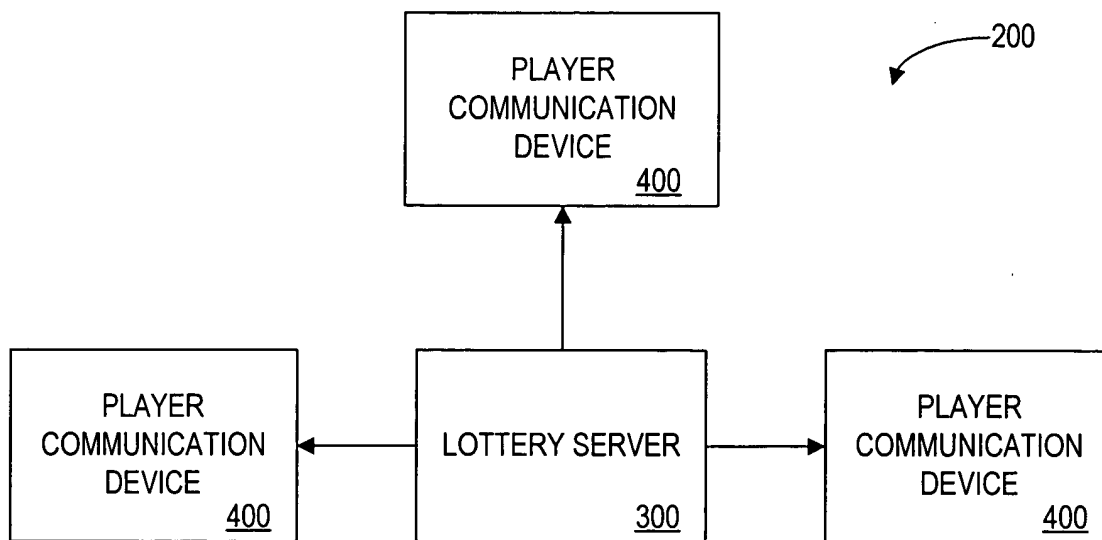 200
PLAYER
COMMUNICATION
DEVICE
400
PLAYER
COMMUNICATION
DEVICE
400
LOTTERY SERVER
300
PLAYER
COMMUNICATION
DEVICE
400